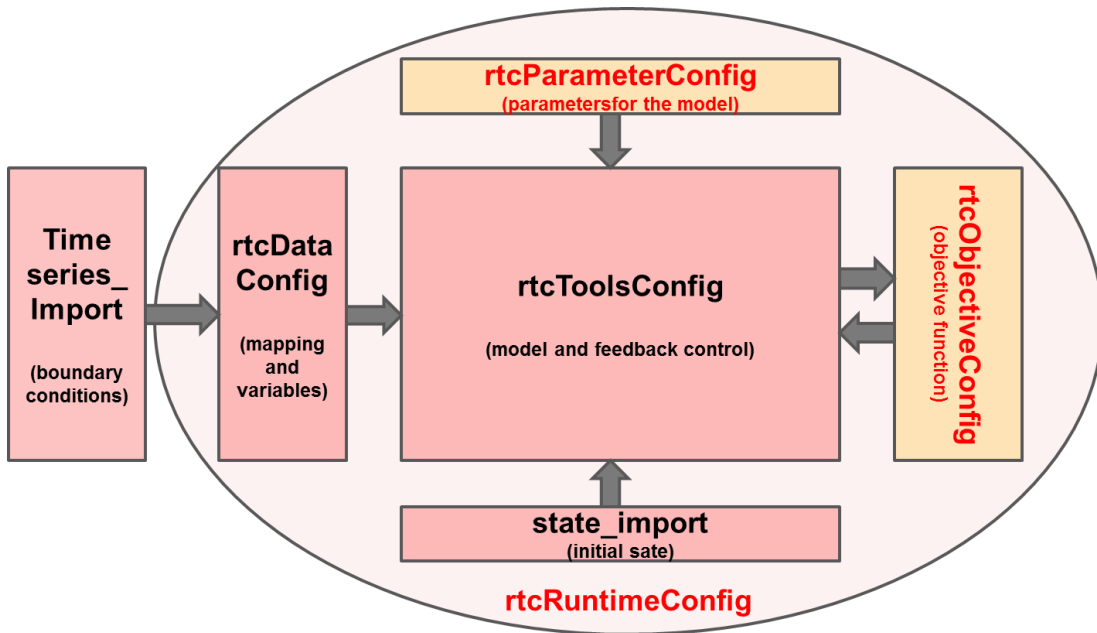 rtcParameterConfig
(parametersfor the model)
Time
series_
Import
(boundary
conditions)
rtcData
Config
(mapping
and
variables)
rtcToolsConfig
(model and feedback control)
rtcObjectiveConfig
(objective function)
state_import
(initial sate)
rtcRuntimeConfig